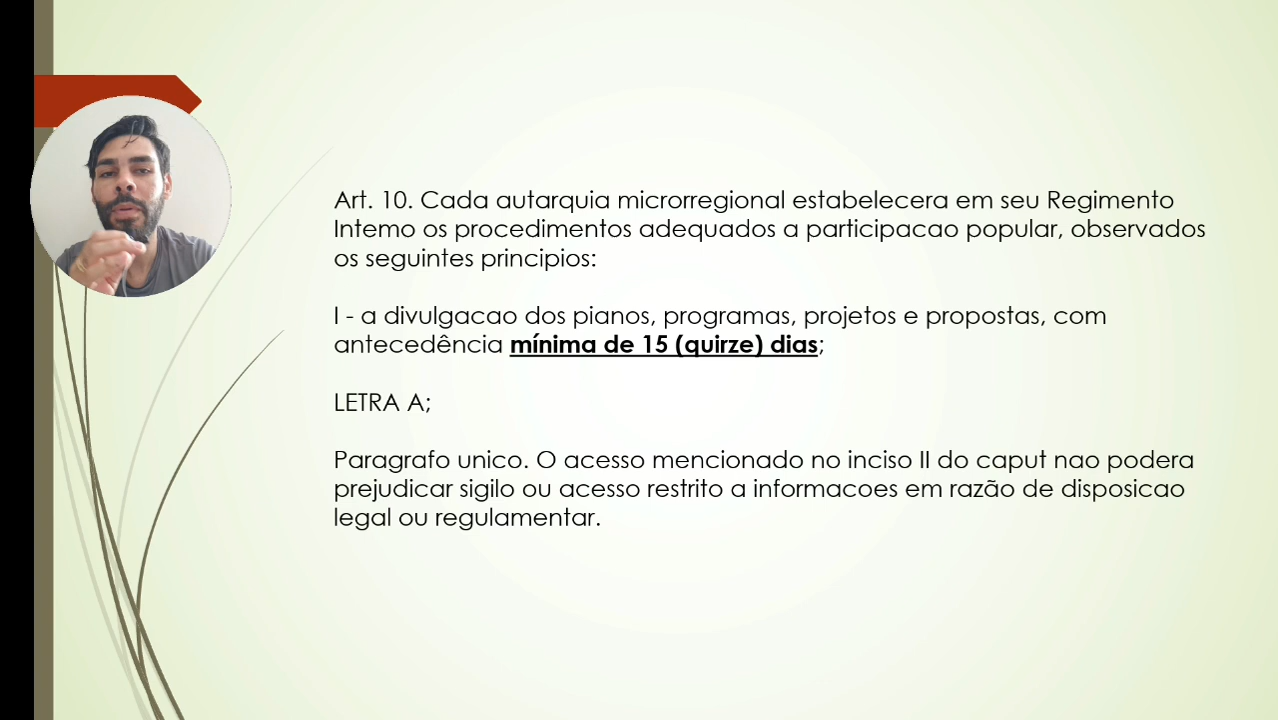 Art. 10. Cada autarquia microrregional estabelecera em seu Regimento
Intemo os procedimentos adequados a participacao popular, observados
os seguintes principios:
I - a divulgacao dos pianos, programas, projetos e propostas, com
antecedência mínima de 15 (quirze) dias;
LETRA A;
Paragrafo unico. O acesso mencionado no inciso II do caput nao podera
prejudicar sigilo ou acesso restrito a informacoes em razão de disposicao
legal ou regulamentar.